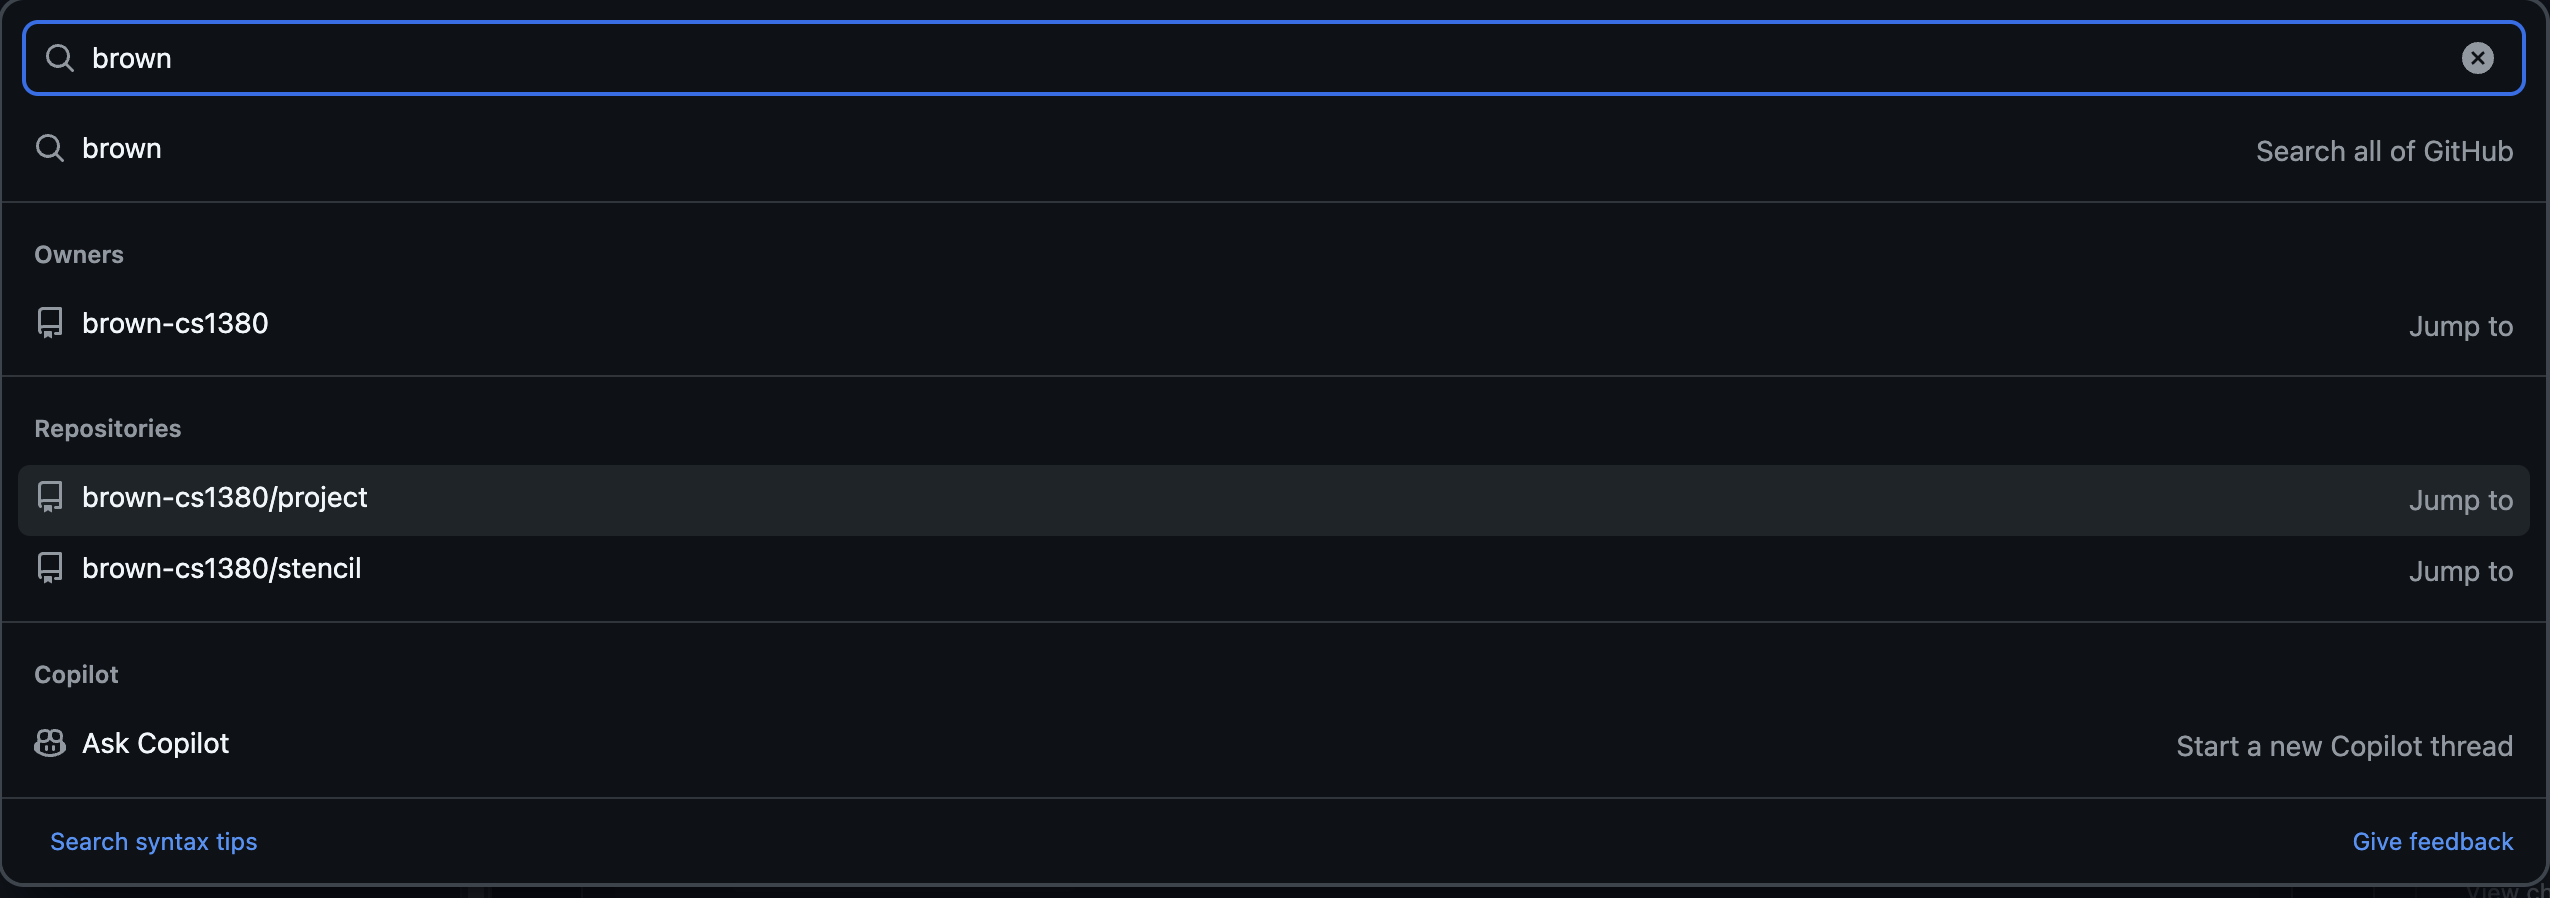 brown
brown
Search all of GitHub
Owners
brown-cs1380
Jump to
Repositories
brown-cs1380/project
Jump to
brown-cs1380/stencil
Jump to
Copilot
Ask Copilot
Start a new Copilot thread
Search syntax tips
Give feedback